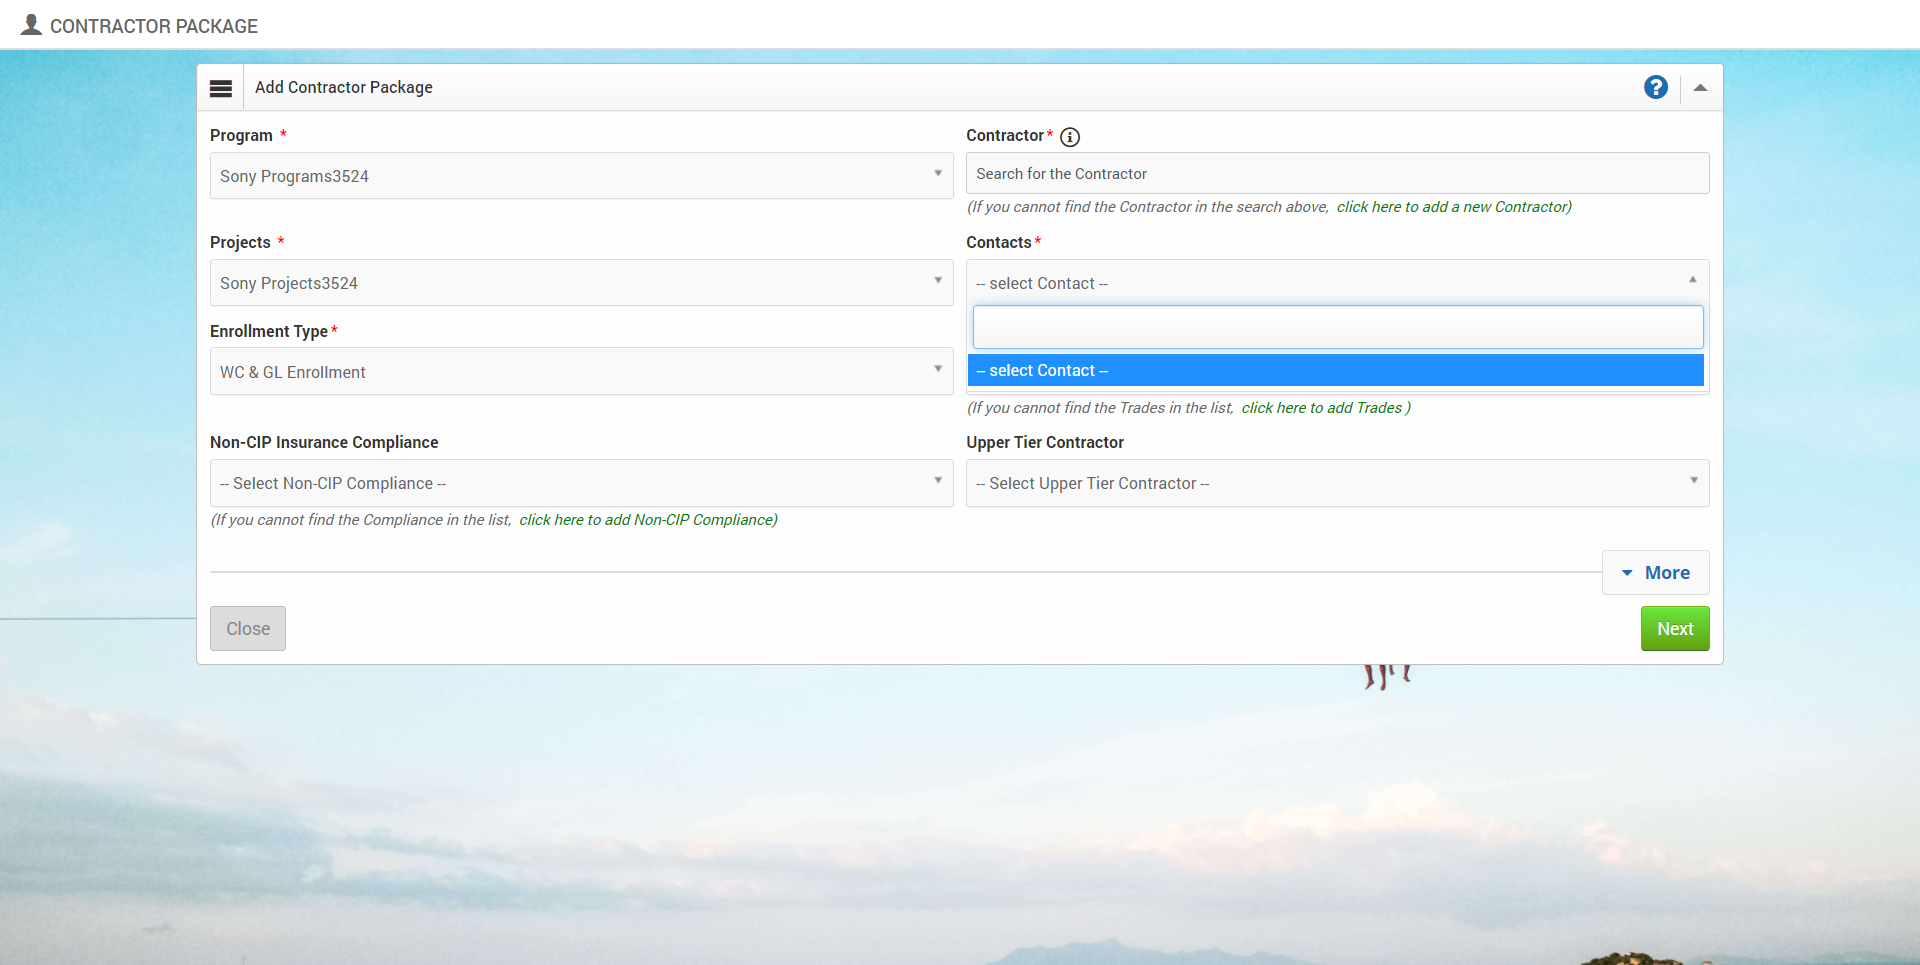 CONTRACTOR PACKAGE
Add Contractor Package
?
Program *
Sony Programs3524
Contractor *
Search for the Contractor
(If you cannot find the Contractor in the search above, click here to add a new Contractor)
Projects *
Sony Projects3524
Contacts *
-- select Contact --
-- select Contact --
Enrollment Type *
WC & GL Enrollment
(If you cannot find the Trades in the list, click here to add Trades )
Non-CIP Insurance Compliance
-- Select Non-CIP Compliance --
(If you cannot find the Compliance in the list, click here to add Non-CIP Compliance)
Upper Tier Contractor
-- Select Upper Tier Contractor --
More
Close
Next